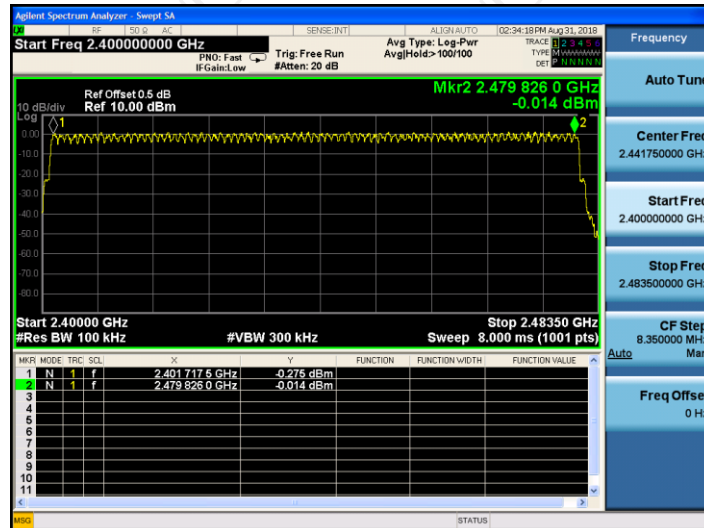 Agilent Spectrum Analyzer - Swept SA
LXI RF 50 Ω AC SENSE:INT ALIGN AUTO 02:34:18 PM Aug 31, 2018
Start Freq 2.400000000 GHz
PNO: Fast
IFGain:Low
Trig: Free Run
#Atten: 20 dB
Avg Type: Log-Pwr
Avg|Hold:>100/100
TRACE 1 2 3 4 5 6
TYPE M WWWWW
DET P N N N N N
Ref Offset 0.5 dB
10 dB/div Ref 10.00 dBm
Log
Mkr2 2.479 826 0 GHz
-0.014 dBm
1
2
0.00
-10.0
-20.0
-30.0
-40.0
-50.0
-60.0
-70.0
-80.0
Start 2.40000 GHz Stop 2.48350 GHz
#Res BW 100 kHz #VBW 300 kHz Sweep 8.000 ms (1001 pts)
MKR MODE TRC SCL X Y FUNCTION FUNCTION WIDTH FUNCTION VALUE
1 N 1 f 2.401 717 5 GHz -0.275 dBm
2 N 1 f 2.479 826 0 GHz -0.014 dBm
3
4
5
6
7
8
9
10
11
MSG STATUS
Frequency
Auto Tune
Center Freq
2.441750000 GHz
Start Freq
2.400000000 GHz
Stop Freq
2.483500000 GHz
CF Step
8.350000 MHz
Auto Man
Freq Offset
0 Hz